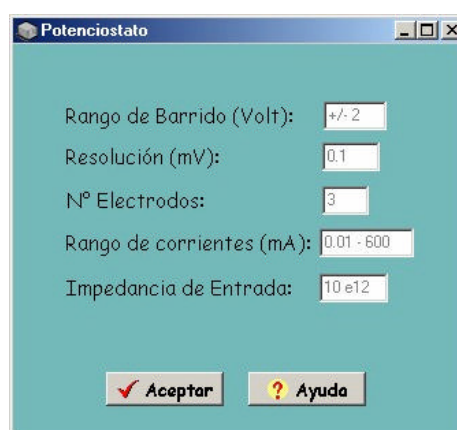 Potenciostato
Rango de Barrido (Volt): +/- 2
Resolución (mV): 0.1
Nº Electrodos: 3
Rango de corrientes (mA): 0.01 - 600
Impedancia de Entrada: 10 e12
Aceptar ? Ayuda